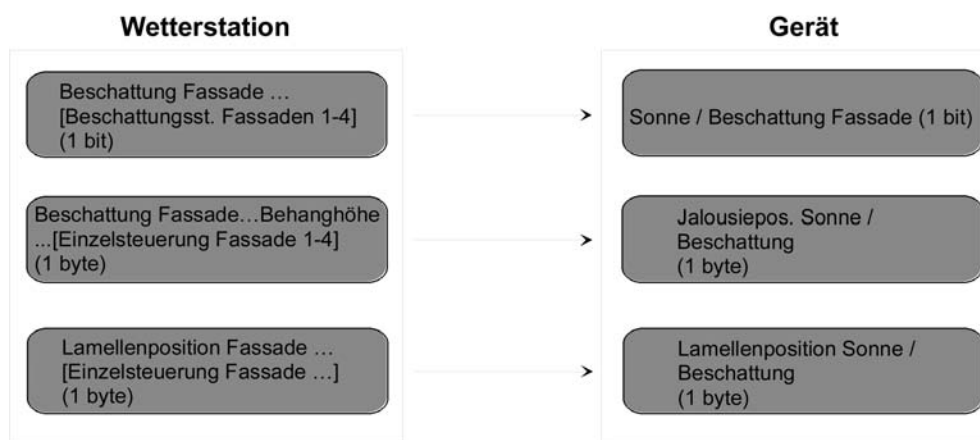 Wetterstation
Gerät
Beschattung Fassade …
[Beschattungsst. Fassaden 1-4]
(1 bit)
Sonne / Beschattung Fassade (1 bit)
Beschattung Fassade…Behanghöhe
...[Einzelsteuerung Fassade 1-4]
(1 byte)
Jalousiepos. Sonne /
Beschattung
(1 byte)
Lamellenposition Fassade …
[Einzelsteuerung Fassade …]
(1 byte)
Lamellenposition Sonne /
Beschattung
(1 byte)